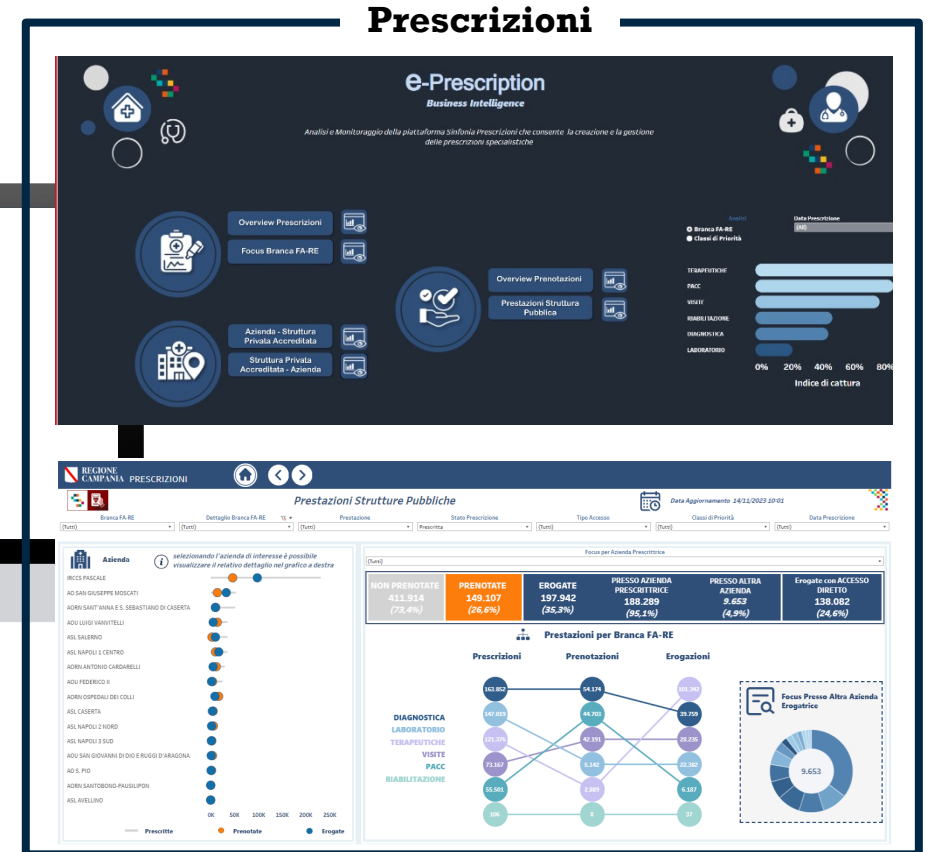 Prescrizioni
e-Prescription
Business Intelligence
Analisi e Monitoraggio della piattaforma Sinfonia Prescrizioni che consente la creazione e la gestione
delle prescrizioni specialistiche
Overview Prescrizioni
Focus Branca FA-RE
Azienda - Struttura
Privata Accreditata
Struttura Privata
Accreditata - Azienda
Overview Prenotazioni
Prestazioni Struttura
Pubblica
Analisi
Branca FA-RE
Classi di Priorità
Data Prescrizione
(All)
TERAPEUTICHE
PACC
VISITE
RIABILITAZIONE
DIAGNOSTICA
LABORATORIO
0% 20% 40% 60% 80%
Indice di cattura
REGIONE
CAMPANIA PRESCRIZIONI
Prestazioni Strutture Pubbliche
Data Aggiornamento 14/11/2023 10:01
Branca FA-RE Dettaglio Branca FA-RE Prestazione Stato Prescrizione Tipo Accesso Classi di Priorità Data Prescrizione
(Tutti) (Tutti) (Tutti) Prescritta (Tutti) (Tutti) (Tutti)
Azienda
selezionando l'azienda di interesse è possibile
visualizzare il relativo dettaglio nel grafico a destra
IRCCS PASCALE
AO SAN GIUSEPPE MOSCATI
AORN SANT'ANNA E S. SEBASTIANO DI CASERTA
AOU LUIGI VANVITELLI
ASL SALERNO
ASL NAPOLI 1 CENTRO
AORN ANTONIO CARDARELLI
AOU FEDERICO II
AORN OSPEDALI DEI COLLI
ASL CASERTA
ASL NAPOLI 2 NORD
ASL NAPOLI 3 SUD
AOU SAN GIOVANNI DI DIO E RUGGI D'ARAGONA
AO S. PIO
AORN SANTOBONO-PAUSILIPON
ASL AVELLINO
0K 50K 100K 150K 200K 250K
Prescritte Prenotate Erogate
Focus per Azienda Prescrittrice
(Tutti)
NON PRENOTATE
411.914
(73,4%)
PRENOTATE
149.107
(26,6%)
EROGATE
197.942
(35,3%)
PRESSO AZIENDA
PRESCRITTRICE
188.289
(95,1%)
PRESSO ALTRA
AZIENDA
9.653
(4,9%)
Erogate con ACCESSO
DIRETTO
138.082
(24,6%)
Prestazioni per Branca FA-RE
Prescrizioni Prenotazioni Erogazioni
DIAGNOSTICA
LABORATORIO
TERAPEUTICHE
VISITE
PACC
RIABILITAZIONE
163.852 54.174
44.701 39.759
73.167 42.191
5.142 22.382
55.501 6.187
Focus Presso Altra Azienda
Erogatrice
9.653